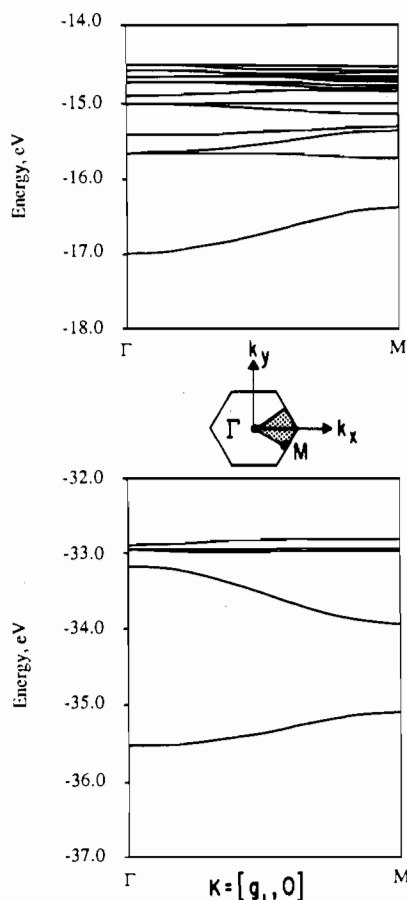 Energy, eV
-14.0
-15.0
-16.0
-17.0
-18.0
Γ M
k y
Γ
k x
M
Energy, eV
-32.0
-33.0
-34.0
-35.0
-36.0
-37.0
Γ M
K=[g₁,0]